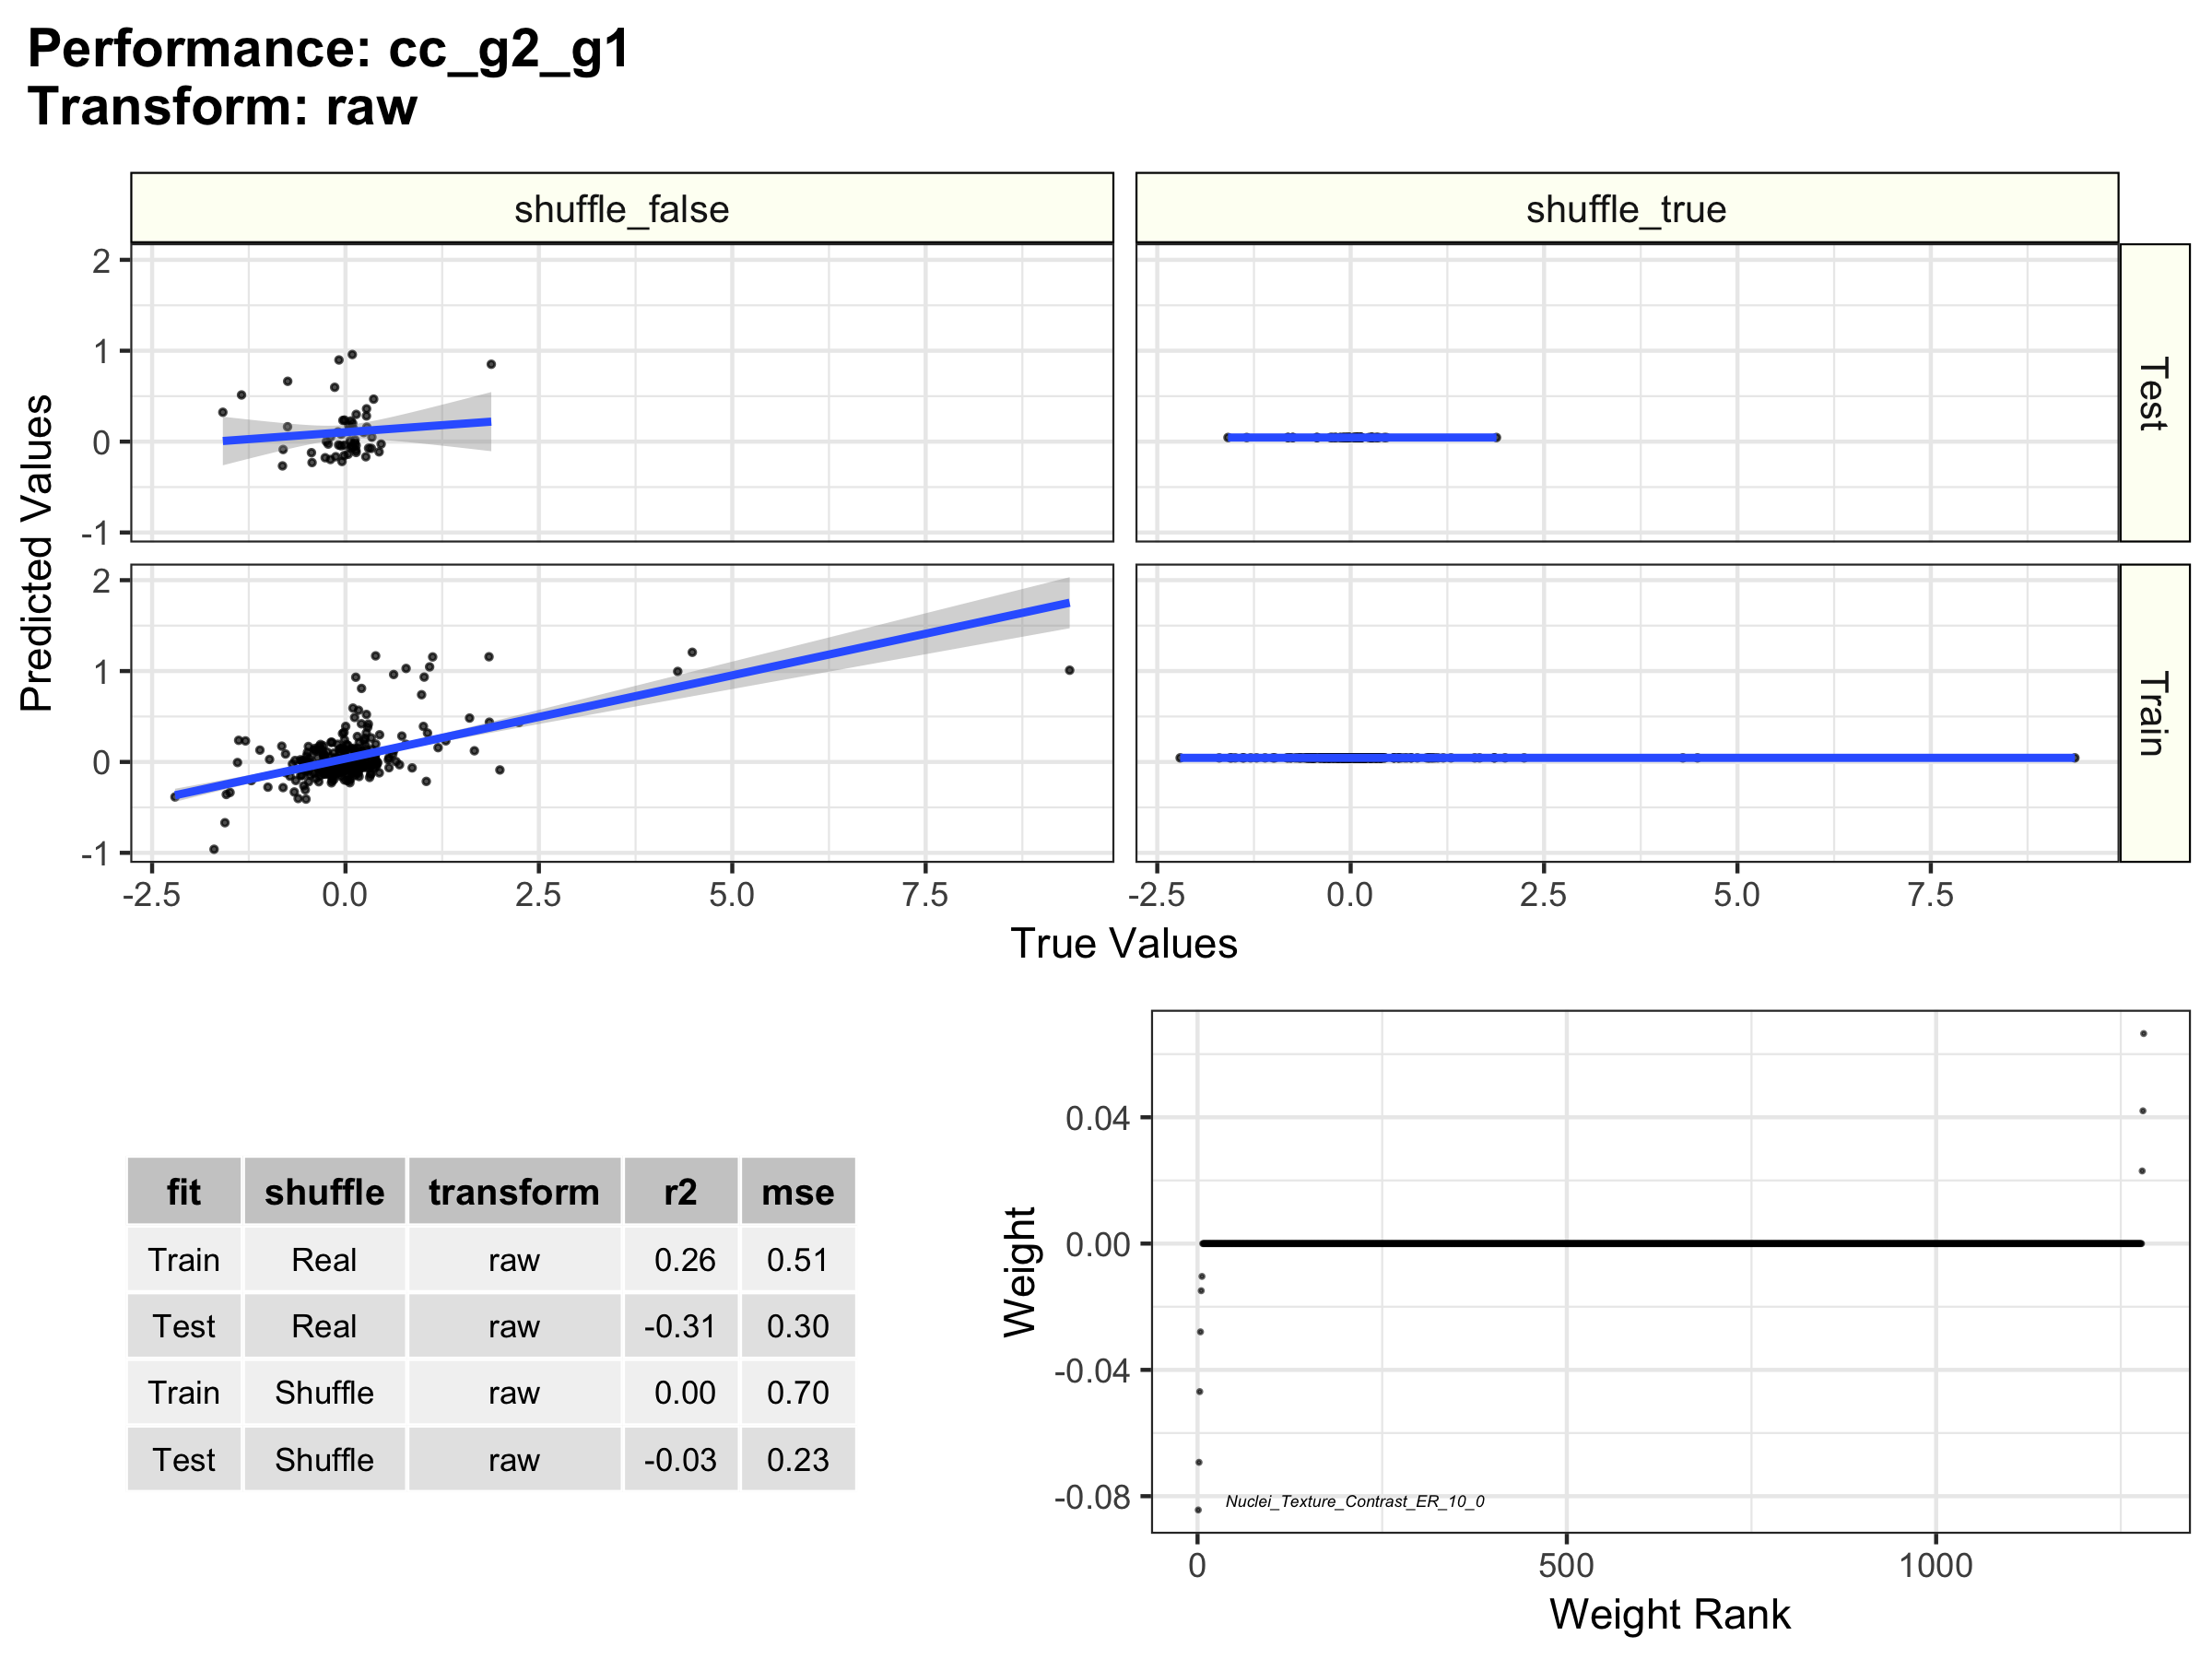 Performance: cc_g2_g1
Transform: raw
shuffle_false
shuffle_true
2
1
0
-1
Test
2
1
0
-1
Train
Predicted Values
-2.5
0.0
2.5
5.0
7.5
-2.5
0.0
2.5
5.0
7.5
True Values
fit shuffle transform r2 mse
Train Real raw 0.26 0.51
Test Real raw -0.31 0.30
Train Shuffle raw 0.00 0.70
Test Shuffle raw -0.03 0.23
Weight
0.04
0.00
-0.04
-0.08
Nuclei_Texture_Contrast_ER_10_0
0
500
1000
Weight Rank